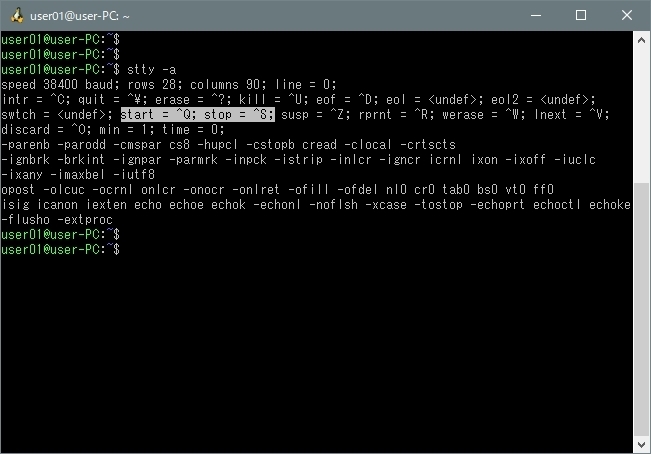 user01@user-PC: ~
user01@user-PC:~$
user01@user-PC:~$
user01@user-PC:~$ stty -a
speed 38400 baud; rows 28; columns 90; line = 0;
intr = ^C; quit = ^¥; erase = ^?; kill = ^U; eof = ^D; eol = <undef>; eol2 = <undef>;
swtch = <undef>; start = ^Q; stop = ^S; susp = ^Z; rprnt = ^R; werase = ^W; lnext = ^V;
discard = ^O; min = 1; time = 0;
-parenb -parodd -cmspar cs8 -hupcl -cstopb cread -clocal -crtscts
-ignbrk -brkint -ignpar -parmrk -inpck -istrip -inlcr -igncr icrnl ixon -ixoff -iuclc
-ixany -imaxbel -iutf8
opost -olcuc -ocrnl onlcr -onocr -onlret -ofill -ofdel nl0 cr0 tab0 bs0 vt0 ff0
isig icanon iexten echo echoe echok -echonl -noflsh -xcase -tostop -echoprt echoctl echoke
-flusho -extproc
user01@user-PC:~$
user01@user-PC:~$